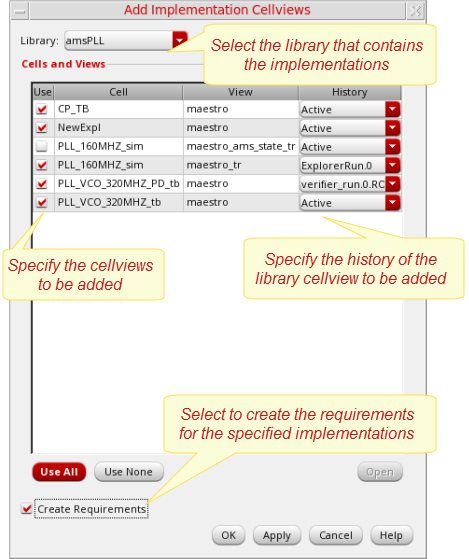 Add Implementation Cellviews
Library: amsPLL
Select the library that contains
the implementations
Cells and Views
Use Cell View History
CP_TB maestro Active
NewExpl maestro Active
PLL_160MHZ_sim maestro_ams_state_tr Active
PLL_160MHZ_sim maestro_tr ExplorerRun.0
PLL_VCO_320MHZ_PD_tb maestro verifier_run.0.RO
PLL_VCO_320MHZ_tb maestro Active
Specify the cellviews
to be added
Specify the history of the
library cellview to be added
Select to create the requirements
for the specified implementations
Use All Use None Open
Create Requirements
OK Apply Cancel Help